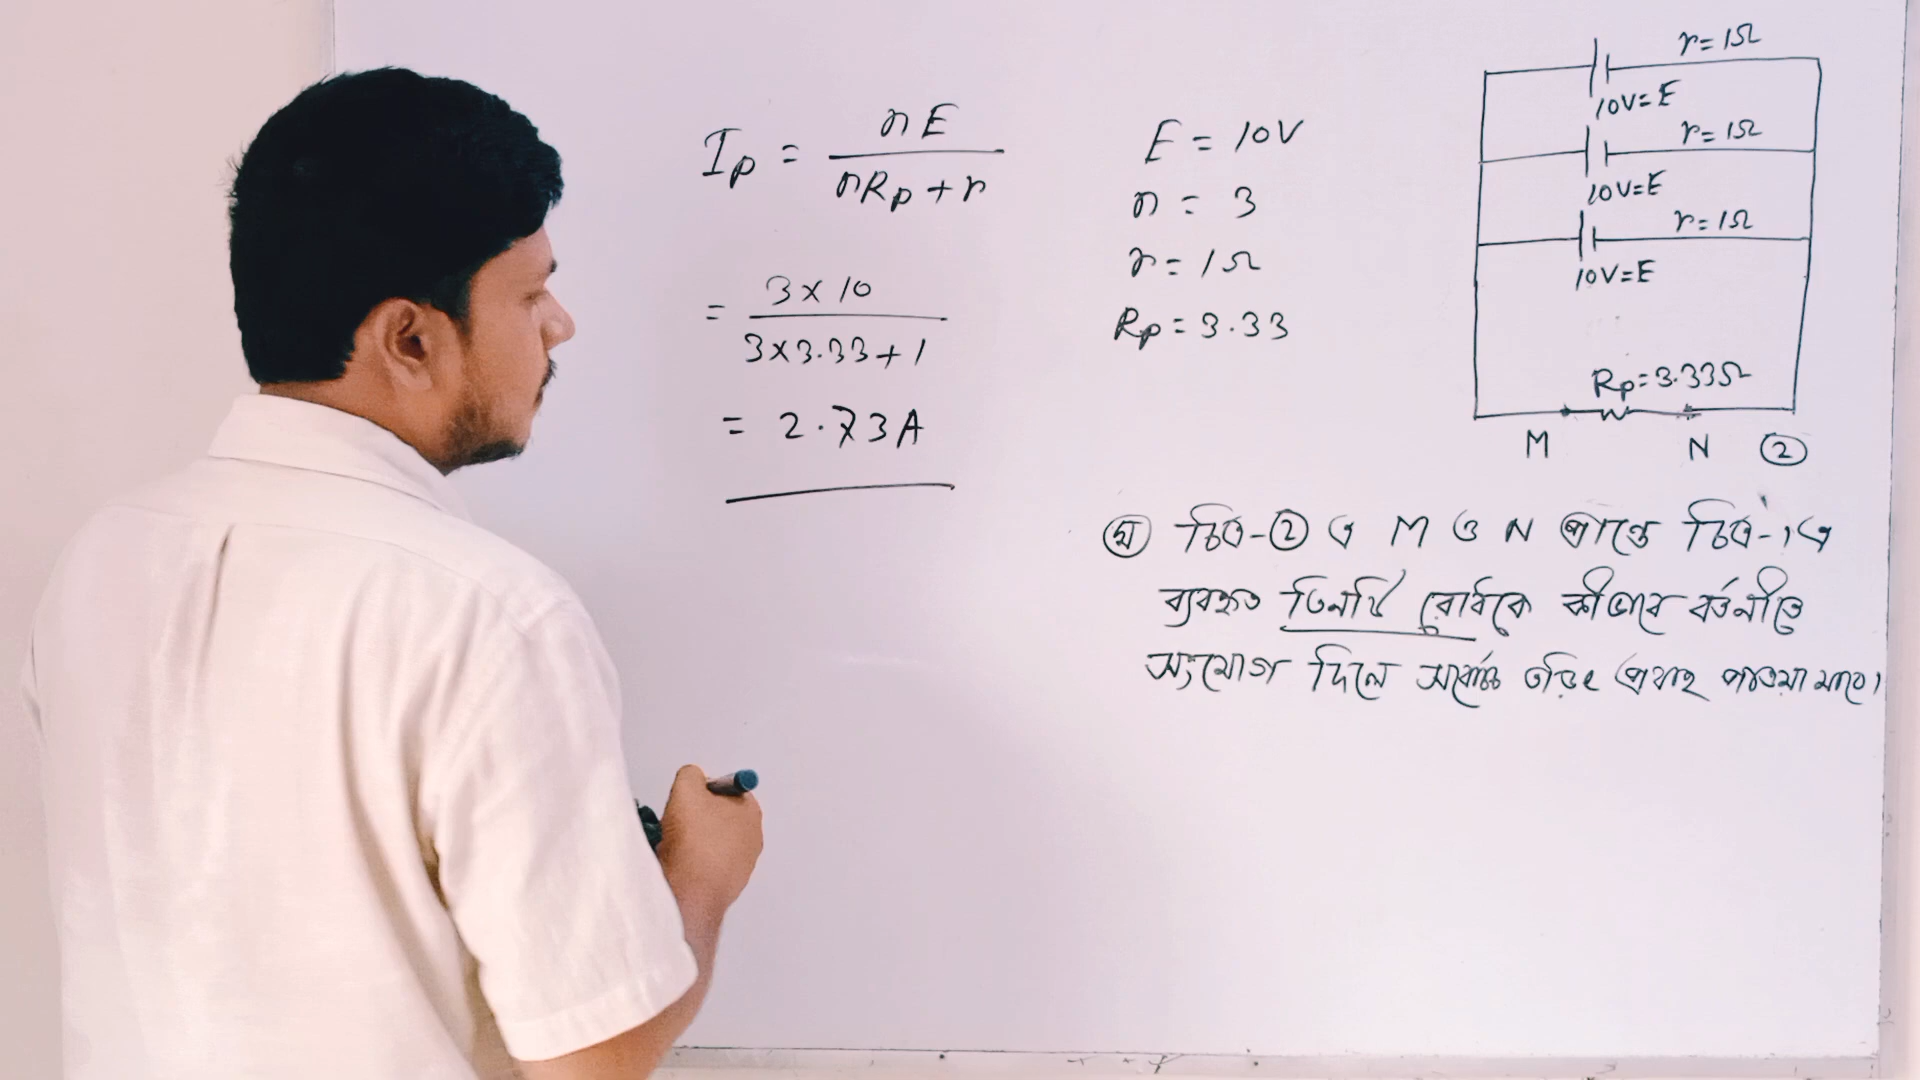 Ip = nE / nRp + r
= 3 × 10 / 3 × 3.33 + 1
= 2.73A
E = 10V
n = 3
r = 1Ω
Rp = 3.33
r = 1Ω
10V = E
r = 1Ω
10V = E
r = 1Ω
10V = E
Rp = 3.33Ω
M N ②
ঘ চিত্র-② এ M ও N প্রান্তে চিত্র-১ এ
ব্যবহৃত তিনটি রোধকে কীভাবে বর্তনীতে
সংযোগ দিলে সর্বোচ্চ তড়িৎ প্রবাহ পাওয়া যাবে।